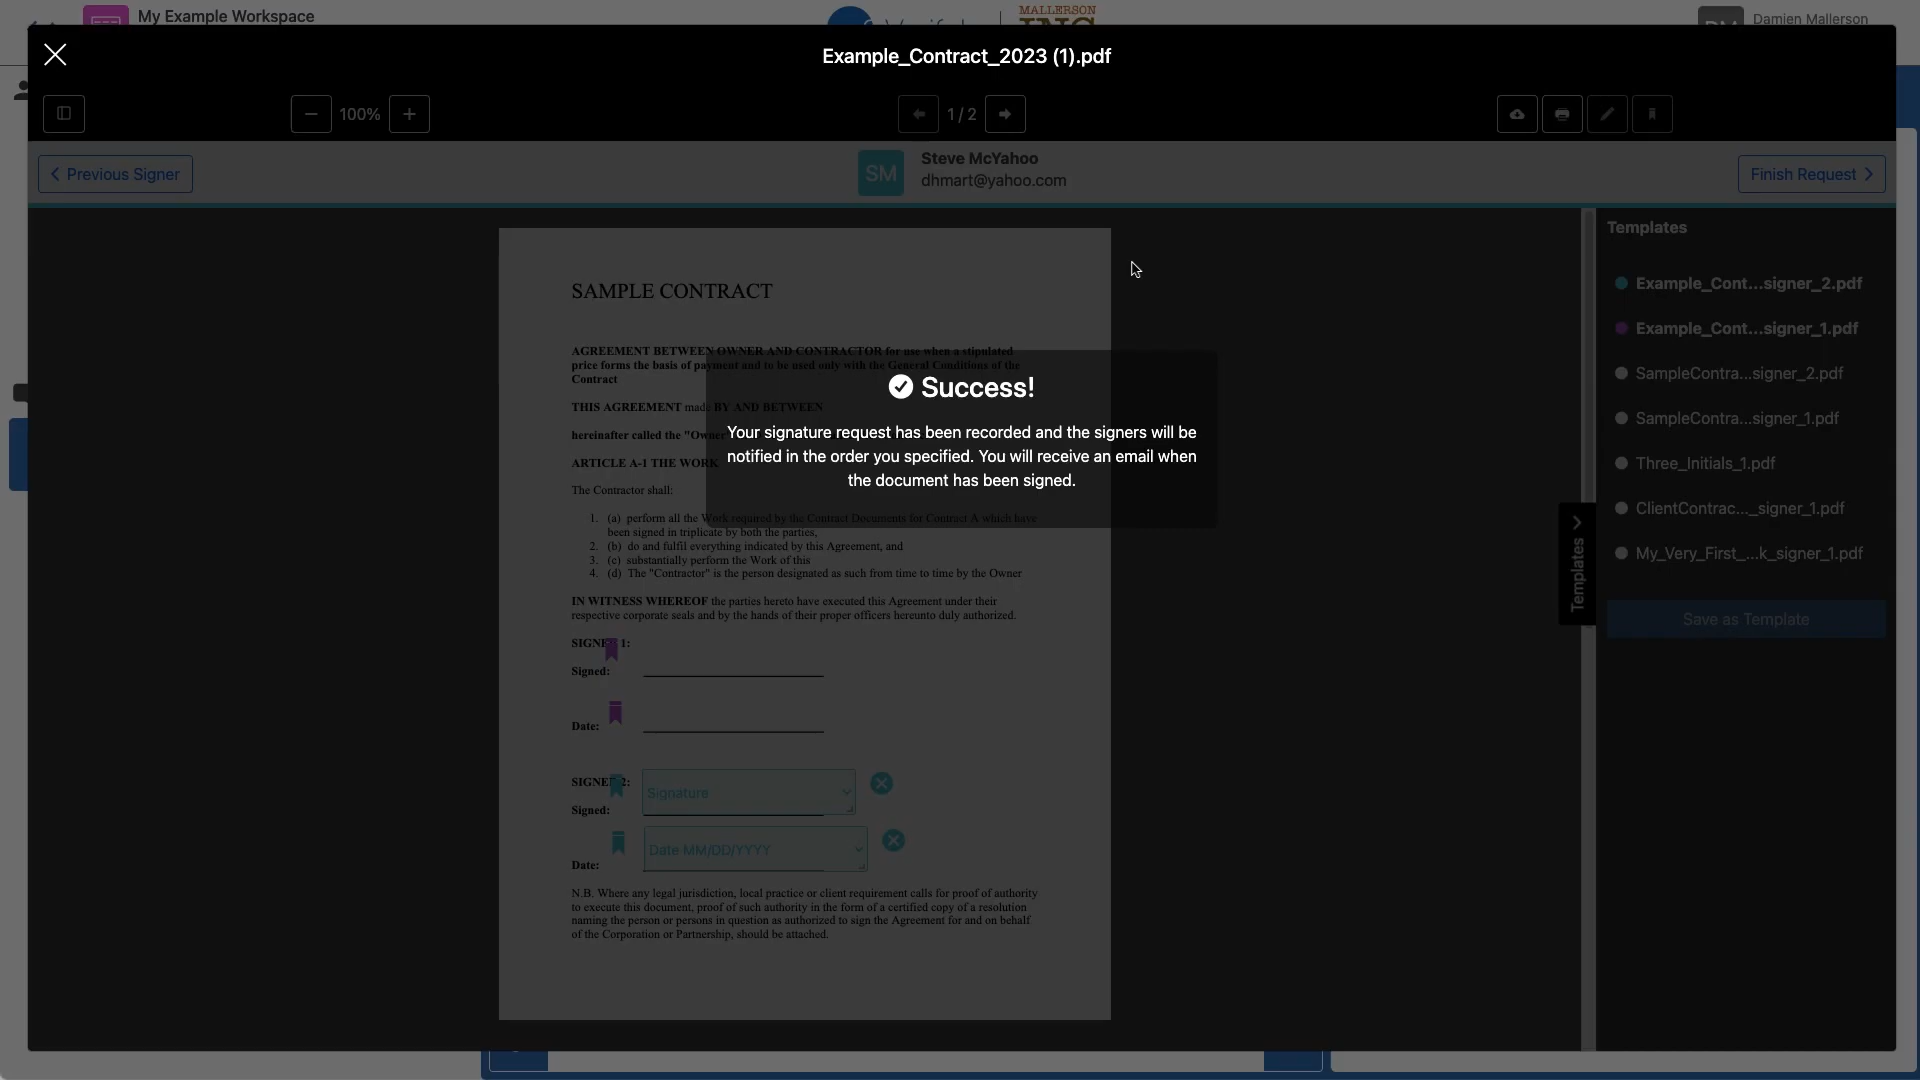 My Example Workspace
MALLERSON
Damien Mallerson
Example_Contract_2023 (1).pdf
100%
1 / 2
Previous Signer
SM
Steve McYahoo
dhmart@yahoo.com
Finish Request
Templates
Example_Cont...signer_2.pdf
Example_Cont...signer_1.pdf
SampleContra...signer_2.pdf
SampleContra...signer_1.pdf
Three_Initials_1.pdf
ClientContrac..._signer_1.pdf
My_Very_First_...k_signer_1.pdf
Save as Template
Templates
SAMPLE CONTRACT
AGREEMENT BETWEEN OWNER AND CONTRACTOR for use when a stipulated
price forms the basis of payment and to be used only with the General Conditions of the
Contract
THIS AGREEMENT made BY AND BETWEEN
hereinafter called the "Owner"
ARTICLE A-1 THE WORK
The Contractor shall:
1. (a) perform all the Work required by the Contract Documents for Contract A which have
been signed in triplicate by both the parties,
2. (b) do and fulfil everything indicated by this Agreement, and
3. (c) substantially perform the Work of this
4. (d) The "Contractor" is the person designated as such from time to time by the Owner
IN WITNESS WHEREOF the parties hereto have executed this Agreement under their
respective corporate seals and by the hands of their proper officers hereunto duly authorized.
SIGNER 1:
Signed:
Date:
SIGNER 2:
Signature
Signed:
Date MM/DD/YYYY
Date:
N.B. Where any legal jurisdiction, local practice or client requirement calls for proof of authority
to execute this document, proof of such authority in the form of a certified copy of a resolution
naming the person or persons in question as authorized to sign the Agreement for and on behalf
of the Corporation or Partnership, should be attached.
Success!
Your signature request has been recorded and the signers will be
notified in the order you specified. You will receive an email when
the document has been signed.